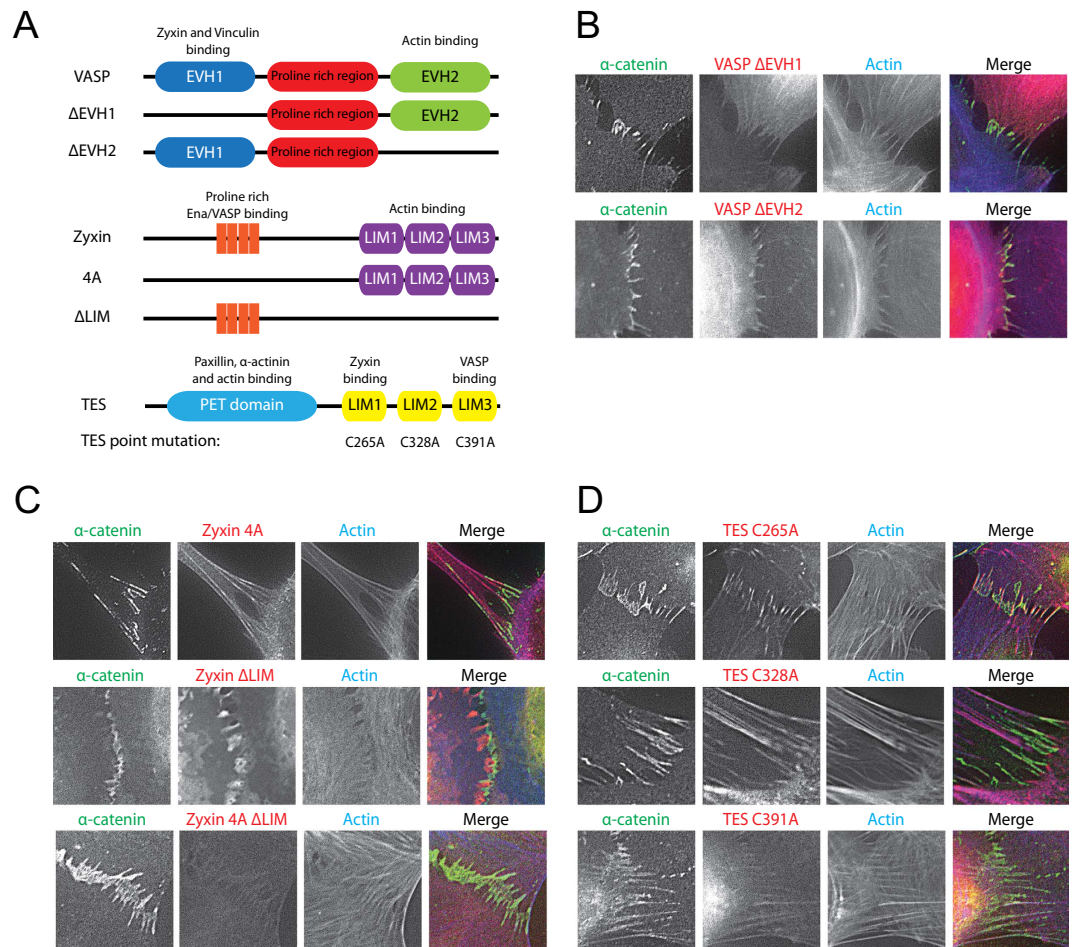 A
Zyxin and Vinculin
binding
Actin binding
VASP
EVH1
Proline rich region
EVH2
ΔEVH1
Proline rich region
EVH2
ΔEVH2
EVH1
Proline rich region
Proline rich
Ena/VASP binding
Actin binding
Zyxin
LIM1
LIM2
LIM3
4A
LIM1
LIM2
LIM3
ΔLIM
Paxillin, α-actinin
and actin binding
Zyxin
binding
VASP
binding
TES
PET domain
LIM1
LIM2
LIM3
TES point mutation:
C265A
C328A
C391A
B
α-catenin
VASP ΔEVH1
Actin
Merge
α-catenin
VASP ΔEVH2
Actin
Merge
C
α-catenin
Zyxin 4A
Actin
Merge
α-catenin
Zyxin ΔLIM
Actin
Merge
α-catenin
Zyxin 4A ΔLIM
Actin
Merge
D
α-catenin
TES C265A
Actin
Merge
α-catenin
TES C328A
Actin
Merge
α-catenin
TES C391A
Actin
Merge